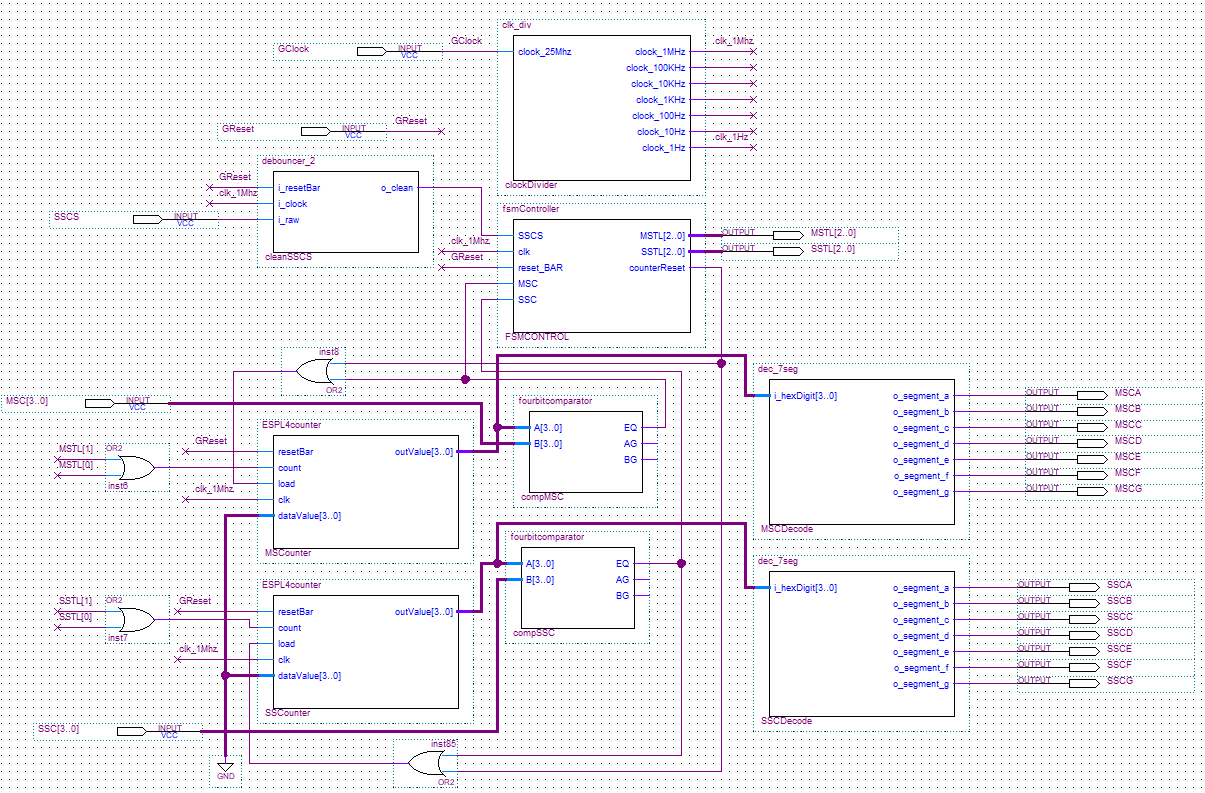 clk_div
GClock INPUT VCC GClock
clock_25Mhz
clock_1MHz clk_1Mhz
clock_100KHz
clock_10KHz
clock_1KHz
clock_100Hz
clock_10Hz
clock_1Hz clk_1Hz
clockDivider
GReset INPUT VCC GReset
debouncer_2
GReset i_resetBar o_clean
clk_1Mhz i_clock
SSCS INPUT VCC i_raw
cleanSSCS
fsmController
SSCS MSTL[2..0] OUTPUT MSTL[2..0]
clk_1Mhz clk SSTL[2..0] OUTPUT SSTL[2..0]
GReset reset_BAR counterReset
MSC
SSC
FSMCONTROL
inst8
OR2
MSC[3..0] INPUT VCC
fourbitcomparator
A[3..0] EQ
B[3..0] AG
BG
compMSC
dec_7seg
i_hexDigit[3..0] o_segment_a OUTPUT MSCA
o_segment_b OUTPUT MSCB
o_segment_c OUTPUT MSCC
o_segment_d OUTPUT MSCD
o_segment_e OUTPUT MSCE
o_segment_f OUTPUT MSCF
o_segment_g OUTPUT MSCG
MSCDecode
ESPL4counter
MSTL[1] OR2 GReset resetBar outValue[3..0]
MSTL[0] count
inst6 load
clk_1Mhz clk
dataValue[3..0]
MSCounter
fourbitcomparator
A[3..0] EQ
B[3..0] AG
BG
compSSC
dec_7seg
i_hexDigit[3..0] o_segment_a OUTPUT SSCA
o_segment_b OUTPUT SSCB
o_segment_c OUTPUT SSCC
o_segment_d OUTPUT SSCD
o_segment_e OUTPUT SSCE
o_segment_f OUTPUT SSCF
o_segment_g OUTPUT SSCG
SSCDecode
ESPL4counter
SSTL[1] OR2 GReset resetBar outValue[3..0]
SSTL[0] count
inst7 load
clk_1Mhz clk
dataValue[3..0]
SSCounter
SSC[3..0] INPUT VCC
inst85
OR2
GND